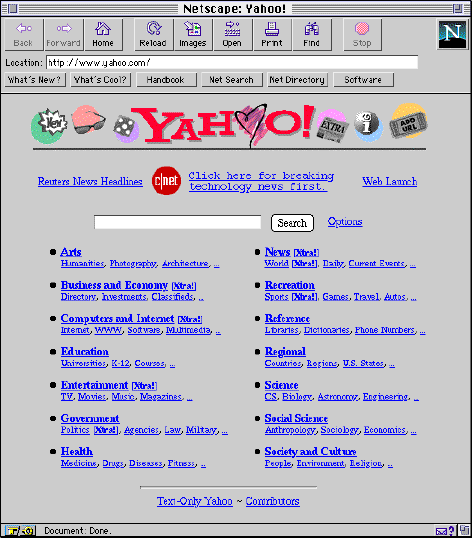 Netscape: Yahoo!
Back Forward Home Reload Images Open Print Find Stop
N
Location: http://www.yahoo.com/
What's New? What's Cool? Handbook Net Search Net Directory Software
New YAHOO! EXTRA i ADD URL
Reuters News Headlines c|net Click here for breaking technology news first. Web Launch
Search Options
Arts
Humanities, Photography, Architecture, ...
Business and Economy [Xtra!]
Directory, Investments, Classifieds, ...
Computers and Internet [Xtra!]
Internet, WWW, Software, Multimedia, ...
Education
Universities, K-12, Courses, ...
Entertainment [Xtra!]
TV, Movies, Music, Magazines, ...
Government
Politics [Xtra!], Agencies, Law, Military, ...
Health
Medicine, Drugs, Diseases, Fitness, ...
News [Xtra!]
World [Xtra!], Daily, Current Events, ...
Recreation
Sports [Xtra!], Games, Travel, Autos, ...
Reference
Libraries, Dictionaries, Phone Numbers, ...
Regional
Countries, Regions, U.S. States, ...
Science
CS, Biology, Astronomy, Engineering, ...
Social Science
Anthropology, Sociology, Economics, ...
Society and Culture
People, Environment, Religion, ...
Text-Only Yahoo ~ Contributors
Document: Done.
?